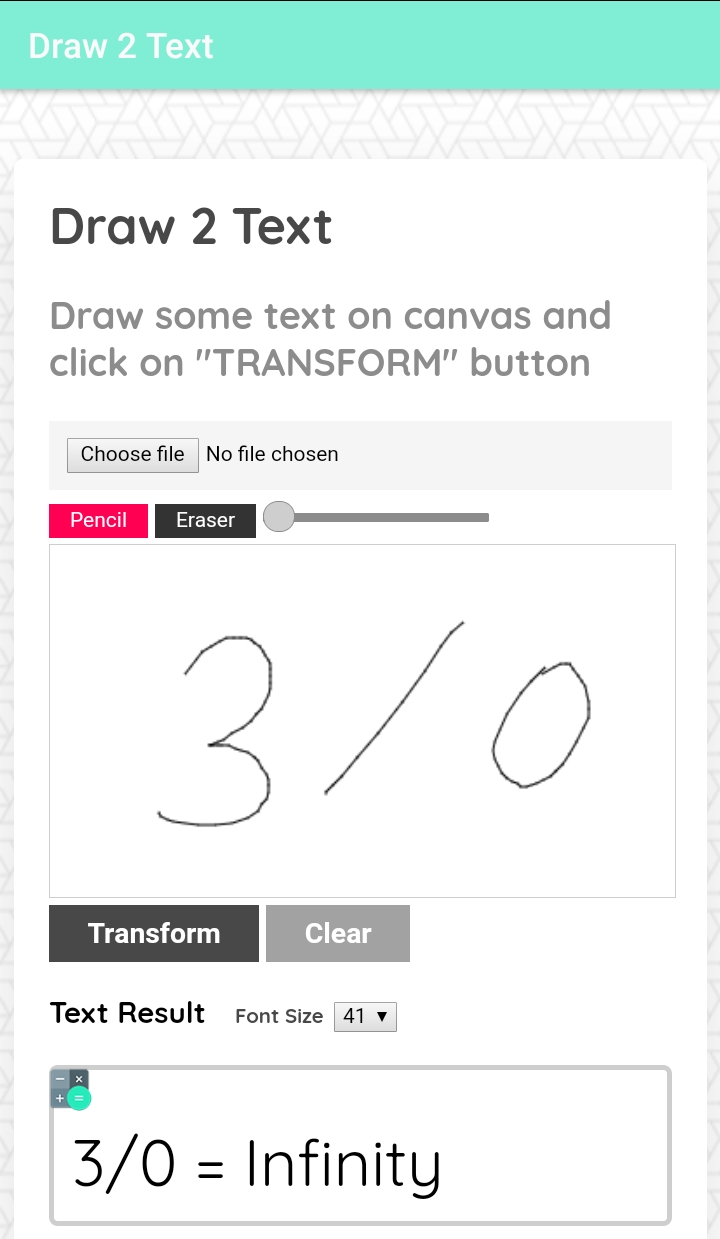 Draw 2 Text
Draw 2 Text
Draw some text on canvas and
click on "TRANSFORM" button
Choose file No file chosen
Pencil Eraser
3/0
Transform Clear
Text Result Font Size 41 ▼
− × + =
3/0 = Infinity